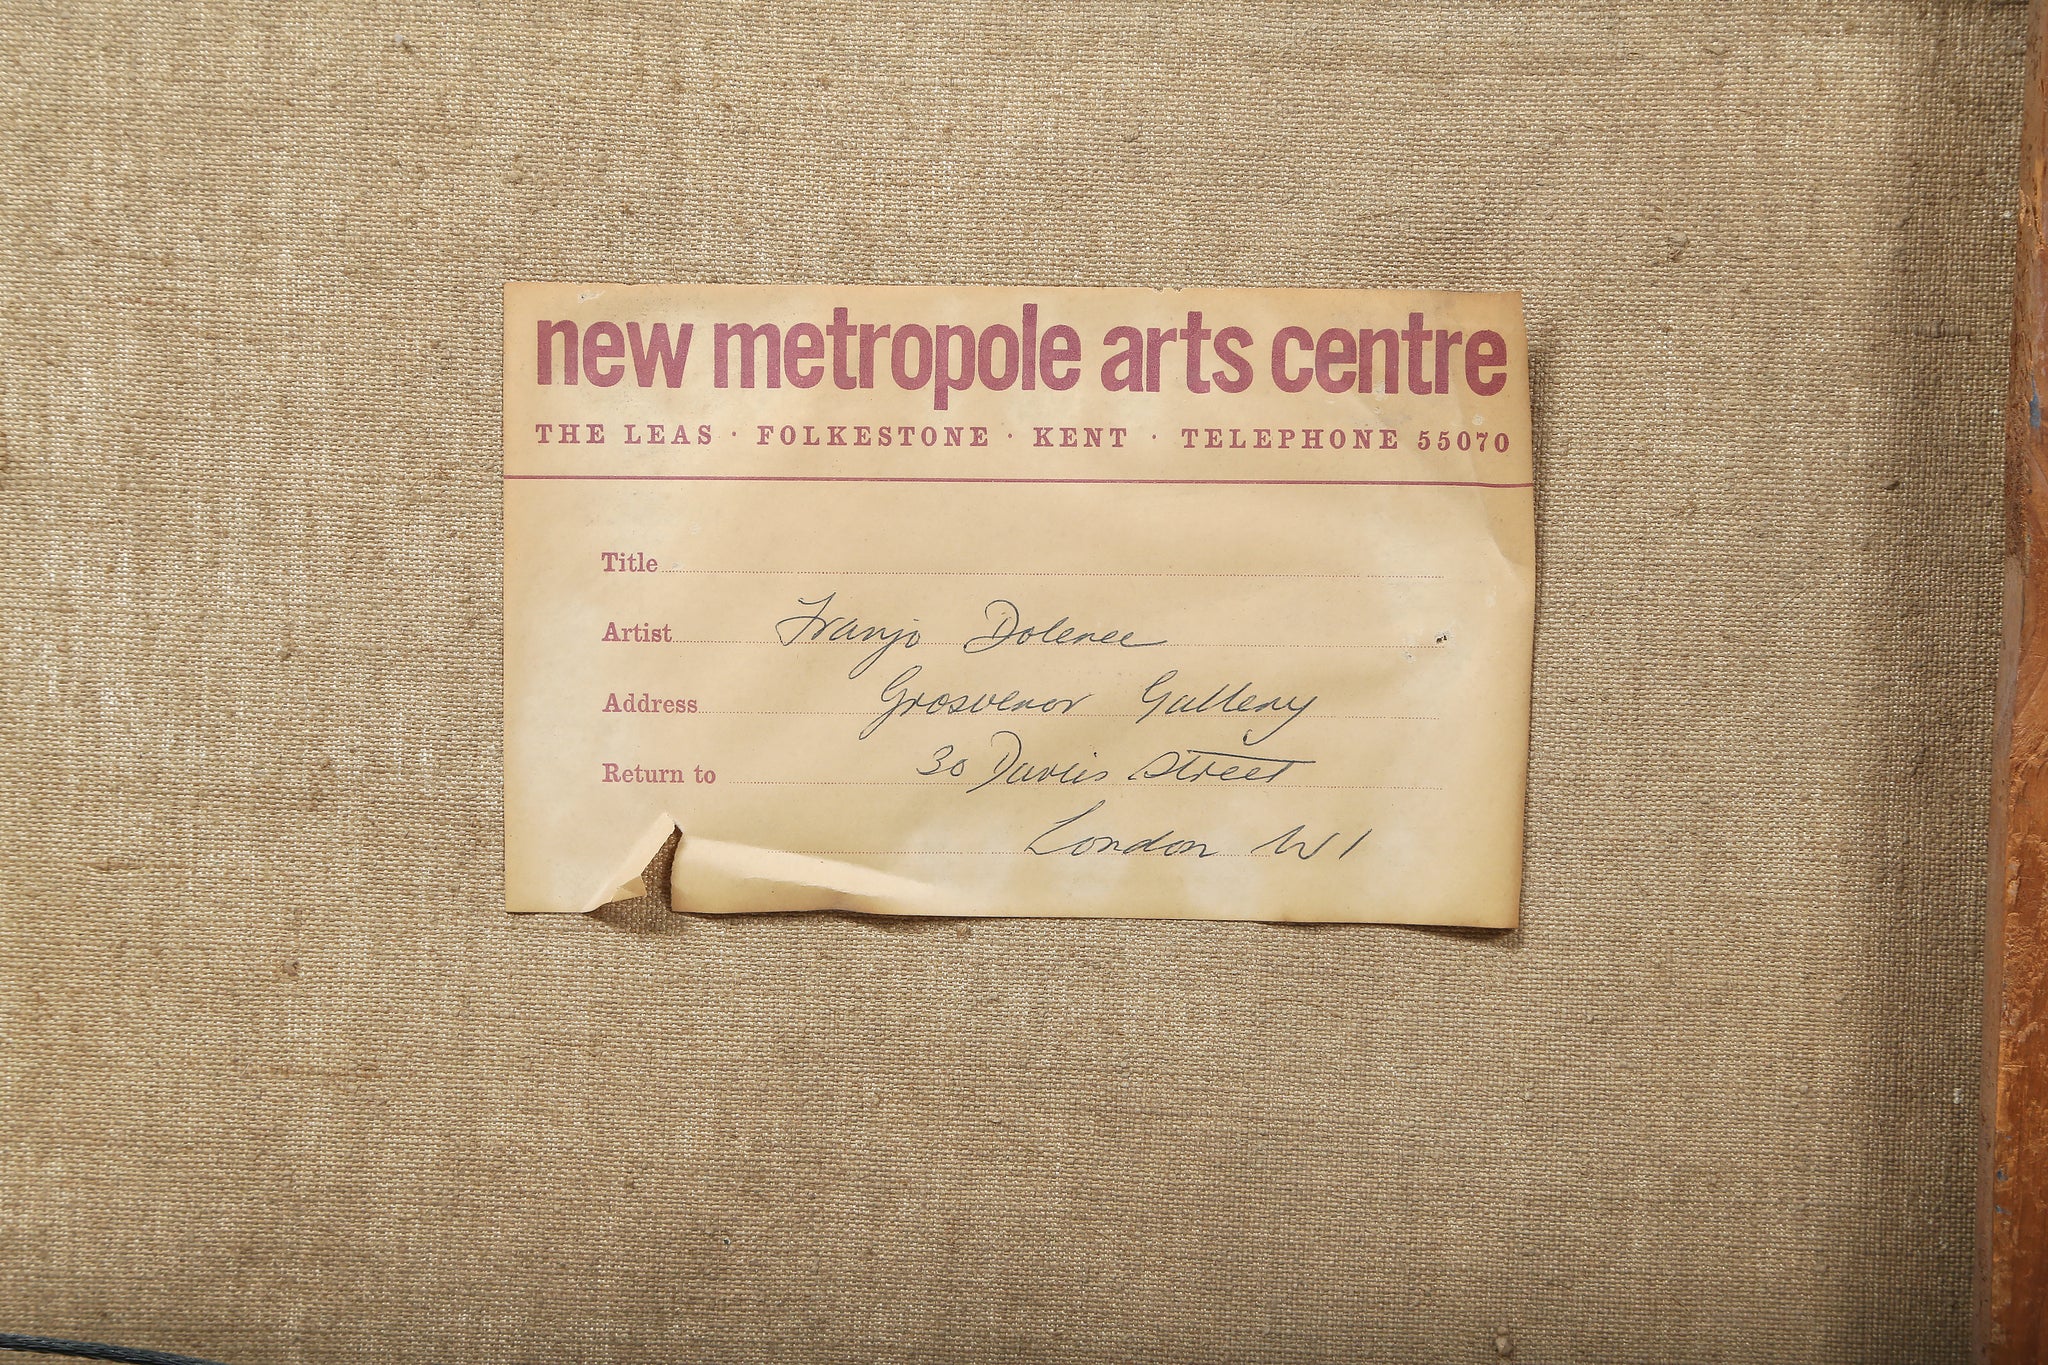 new metropole arts centre
THE LEAS · FOLKESTONE · KENT · TELEPHONE 55070
Title
Artist Franjo Dolenec
Address Grosvenor Gallery
Return to 30 Davies Street
London W1